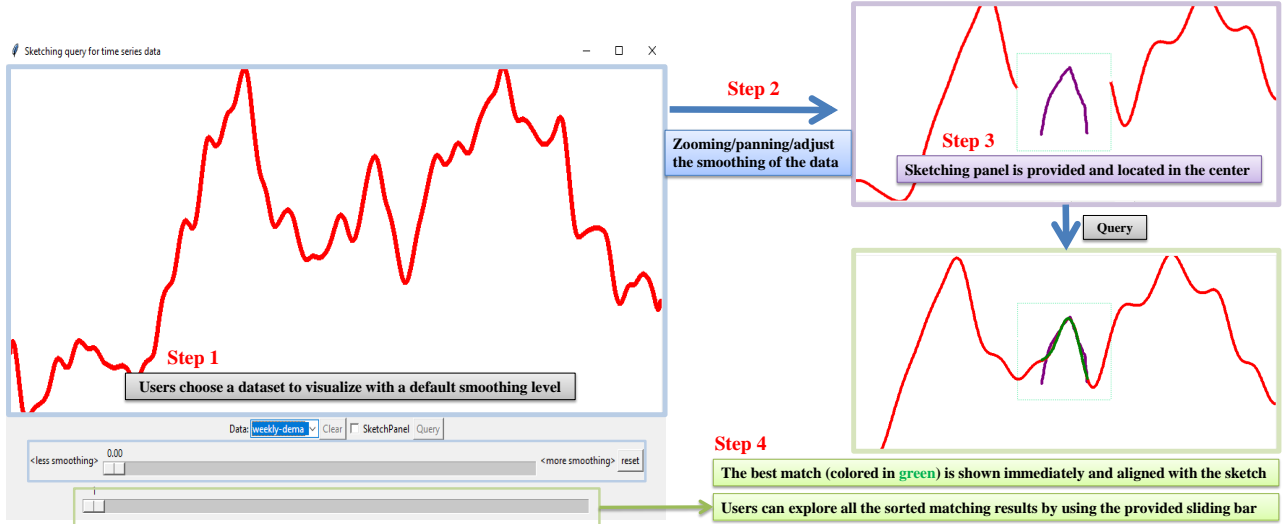 Sketching query for time series data
Step 1
Users choose a dataset to visualize with a default smoothing level
Data: weekly-dema Clear SketchPanel Query
0.00
<less smoothing> <more smoothing> reset
Step 2
Zooming/panning/adjust
the smoothing of the data
Step 3
Sketching panel is provided and located in the center
Query
Step 4
The best match (colored in green) is shown immediately and aligned with the sketch
Users can explore all the sorted matching results by using the provided sliding bar